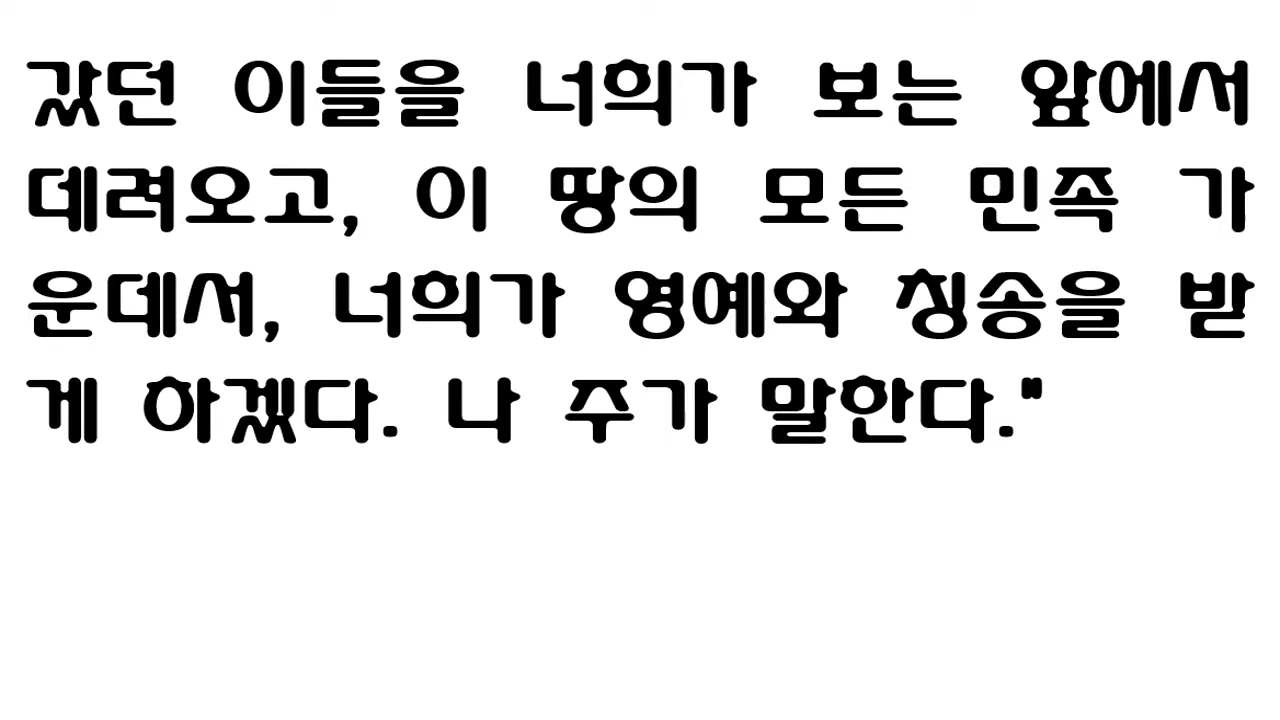 갔던 이들을 너희가 보는 앞에서
데려오고, 이 땅의 모든 민족 가
운데서, 너희가 영예와 칭송을 받
게 하겠다. 나 주가 말한다."